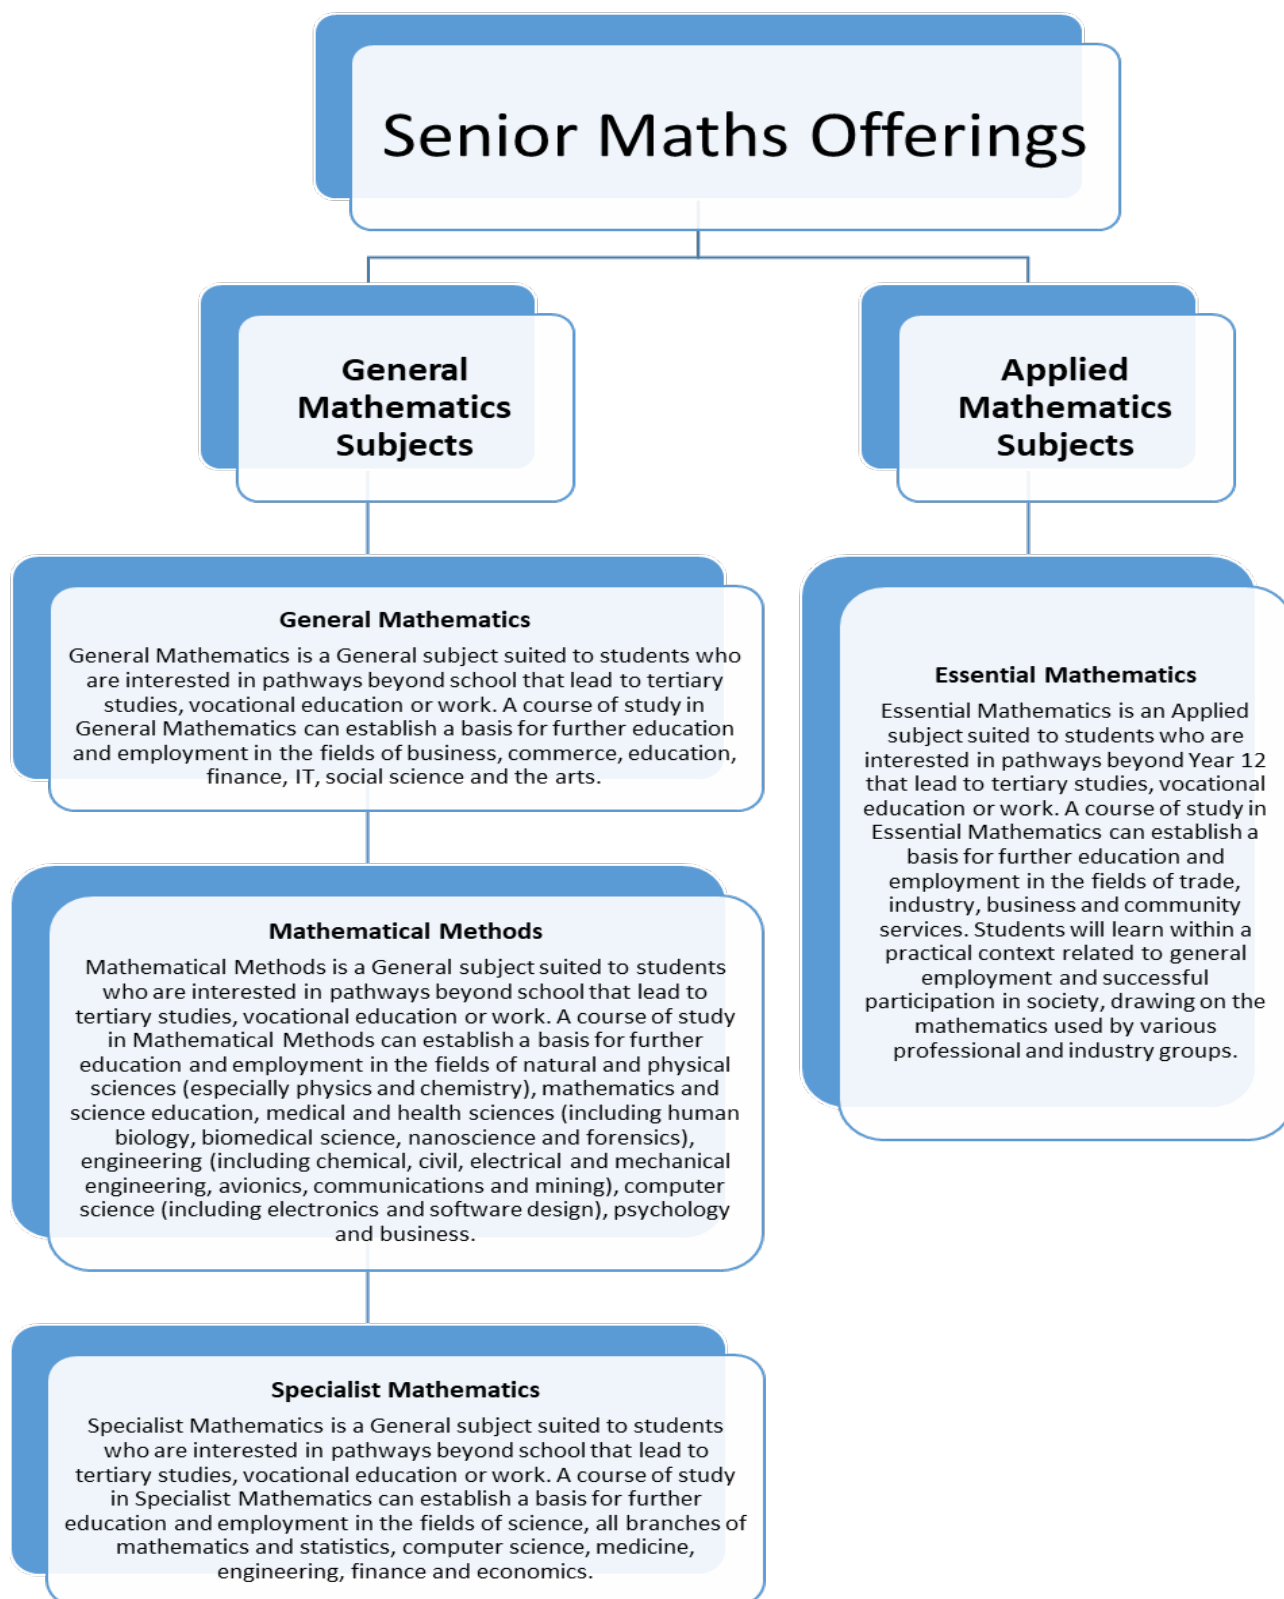 Senior Maths Offerings
General
Mathematics
Subjects
Applied
Mathematics
Subjects
General Mathematics
General Mathematics is a General subject suited to students who
are interested in pathways beyond school that lead to tertiary
studies, vocational education or work. A course of study in
General Mathematics can establish a basis for further education
and employment in the fields of business, commerce, education,
finance, IT, social science and the arts.
Mathematical Methods
Mathematical Methods is a General subject suited to students
who are interested in pathways beyond school that lead to
tertiary studies, vocational education or work. A course of study
in Mathematical Methods can establish a basis for further
education and employment in the fields of natural and physical
sciences (especially physics and chemistry), mathematics and
science education, medical and health sciences (including human
biology, biomedical science, nanoscience and forensics),
engineering (including chemical, civil, electrical and mechanical
engineering, avionics, communications and mining), computer
science (including electronics and software design), psychology
and business.
Specialist Mathematics
Specialist Mathematics is a General subject suited to students
who are interested in pathways beyond school that lead to
tertiary studies, vocational education or work. A course of study
in Specialist Mathematics can establish a basis for further
education and employment in the fields of science, all branches of
mathematics and statistics, computer science, medicine,
engineering, finance and economics.
Essential Mathematics
Essential Mathematics is an Applied
subject suited to students who are
interested in pathways beyond Year 12
that lead to tertiary studies, vocational
education or work. A course of study in
Essential Mathematics can establish a
basis for further education and
employment in the fields of trade,
industry, business and community
services. Students will learn within a
practical context related to general
employment and successful
participation in society, drawing on the
mathematics used by various
professional and industry groups.